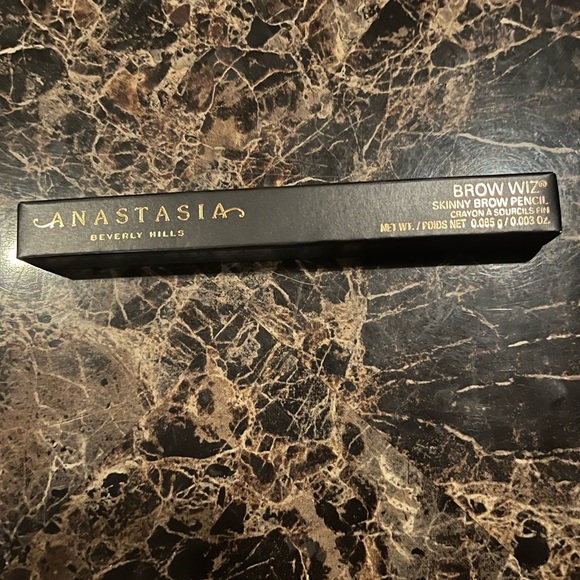 ANASTASIA
BEVERLY HILLS
BROW WIZ®
SKINNY BROW PENCIL
CRAYON À SOURCILS FIN
NET WT. / POIDS NET 0.085 g / 0.003 Oz.